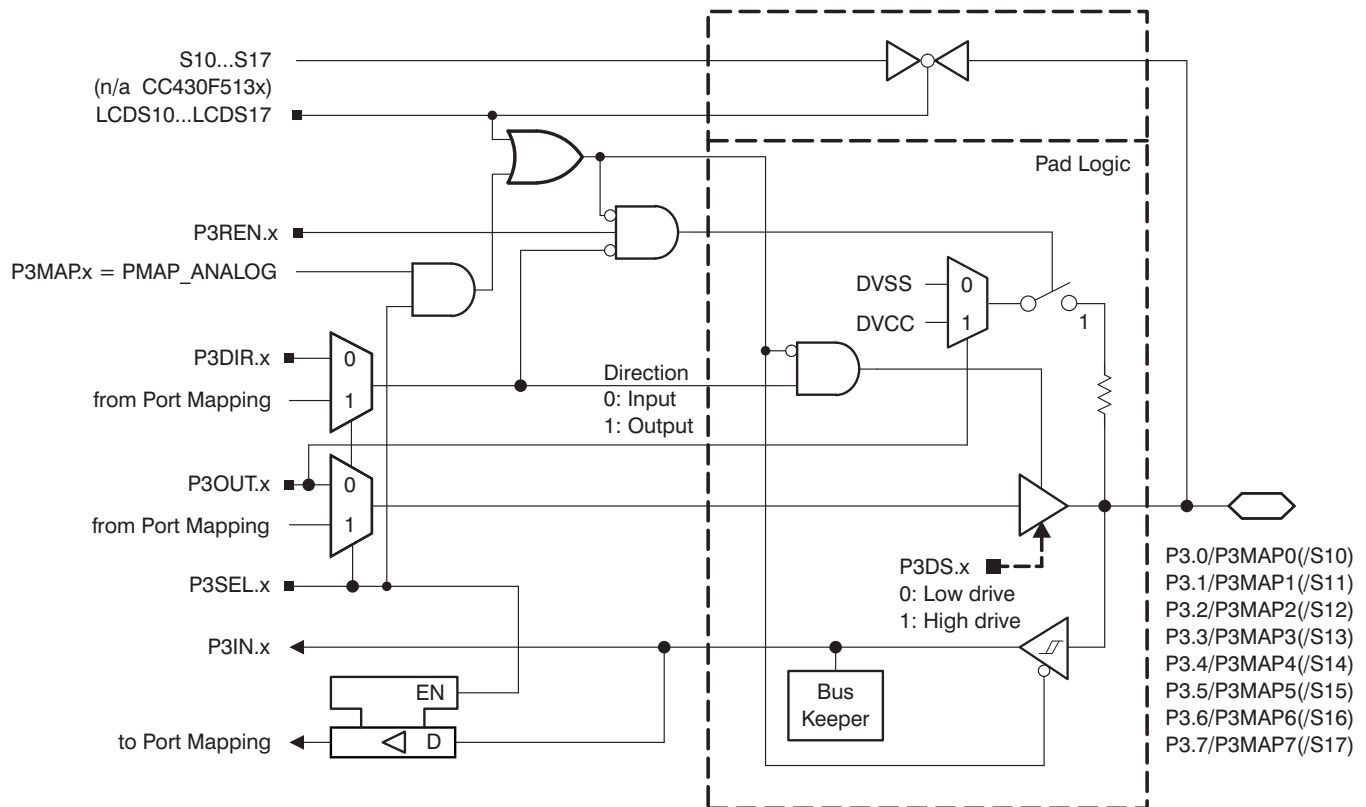 S10...S17
(n/a CC430F513x)
LCDS10...LCDS17
Pad Logic
P3REN.x
P3MAP.x = PMAP_ANALOG
DVSS
0
DVCC
1
1
P3DIR.x
0
from Port Mapping
1
Direction
0: Input
1: Output
P3OUT.x
0
from Port Mapping
1
P3SEL.x
P3DS.x
0: Low drive
1: High drive
P3IN.x
EN
D
to Port Mapping
Bus
Keeper
P3.0/P3MAP0(/S10)
P3.1/P3MAP1(/S11)
P3.2/P3MAP2(/S12)
P3.3/P3MAP3(/S13)
P3.4/P3MAP4(/S14)
P3.5/P3MAP5(/S15)
P3.6/P3MAP6(/S16)
P3.7/P3MAP7(/S17)